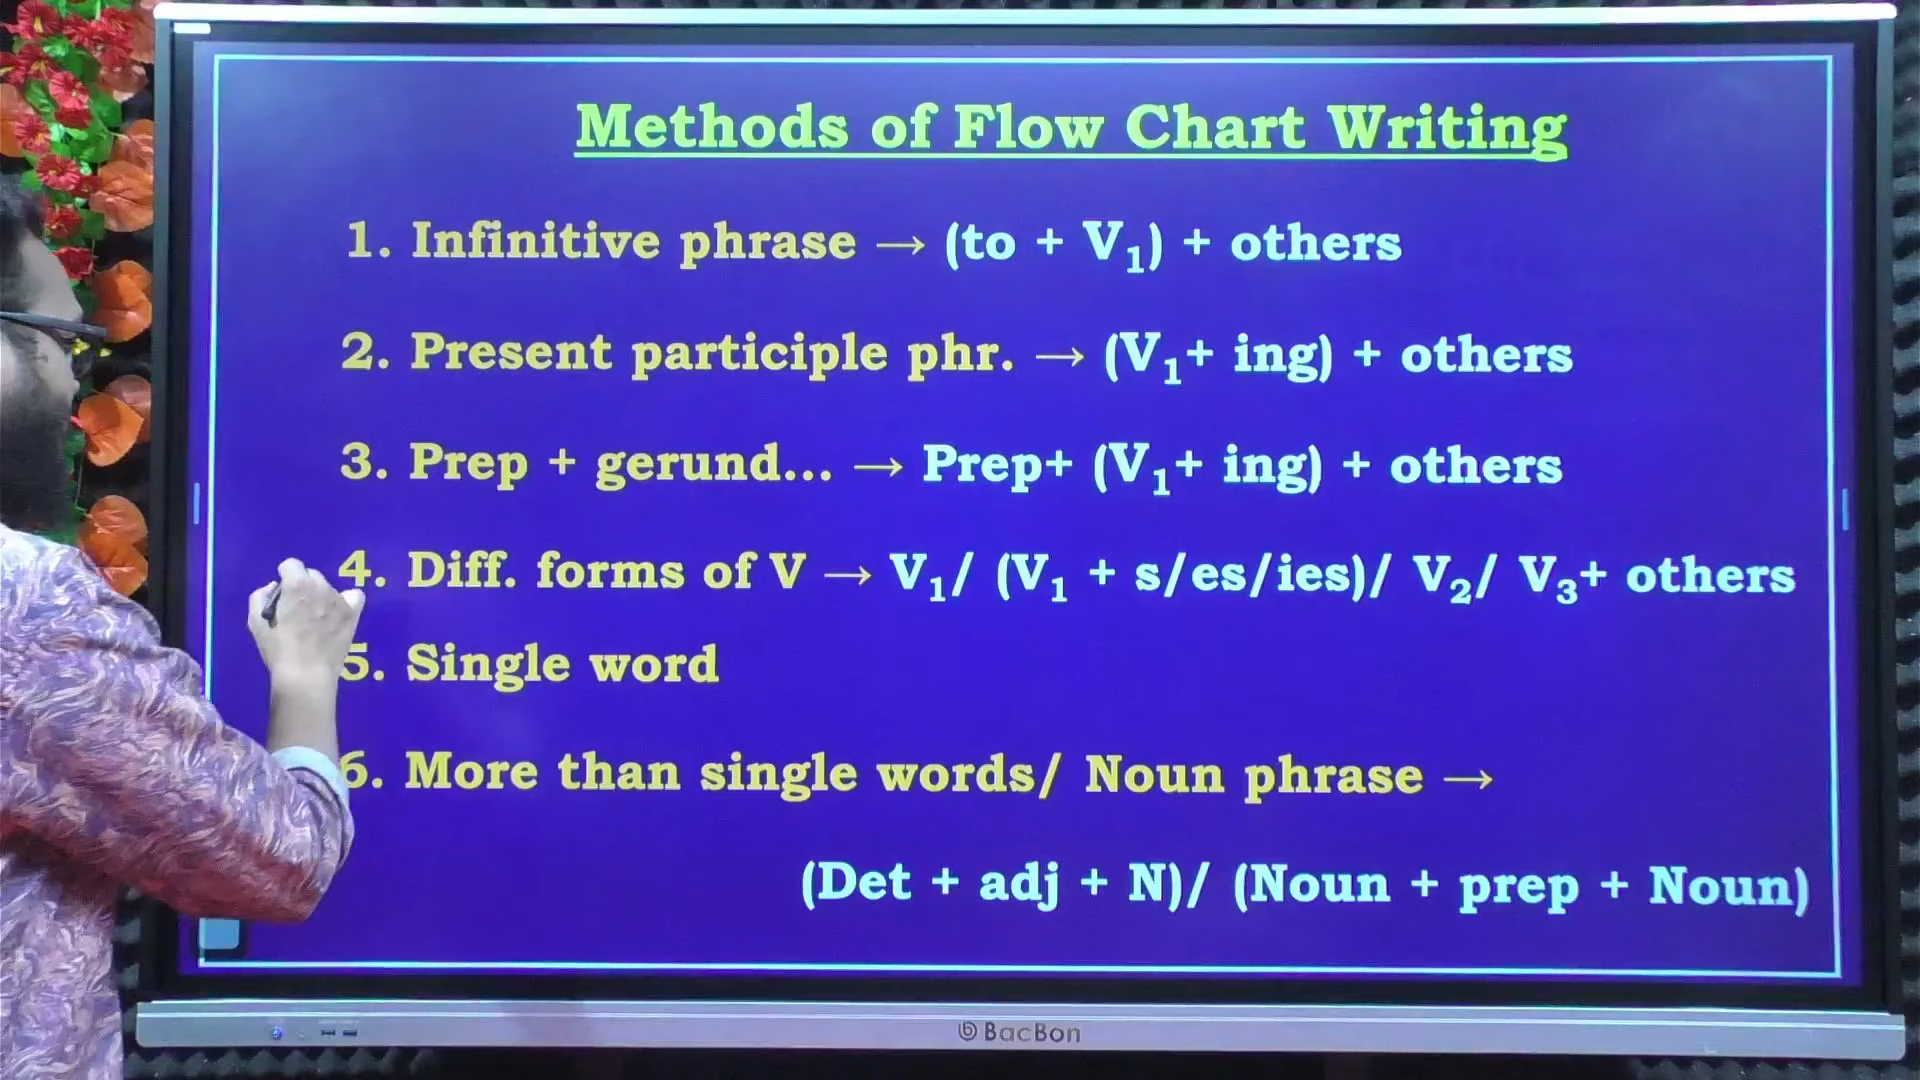 Methods of Flow Chart Writing
1. Infinitive phrase → (to + V₁) + others
2. Present participle phr. → (V₁+ ing) + others
3. Prep + gerund... → Prep+ (V₁+ ing) + others
4. Diff. forms of V → V₁/ (V₁ + s/es/ies)/ V₂/ V₃+ others
5. Single word
6. More than single words/ Noun phrase →
(Det + adj + N)/ (Noun + prep + Noun)
BacBon